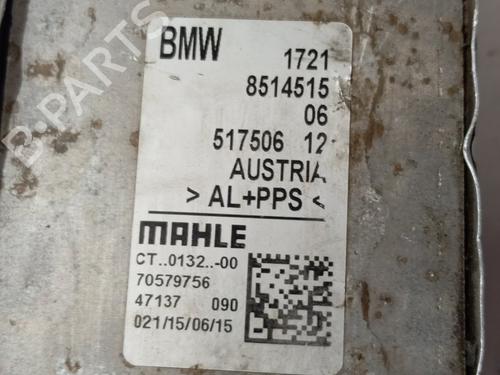 BMW 1721
8514515
06
517506 12
AUSTRIA
> AL+PPS <
MAHLE
CT..0132..-00
70579756
47137 090
021/15/06/15
B-PARTS